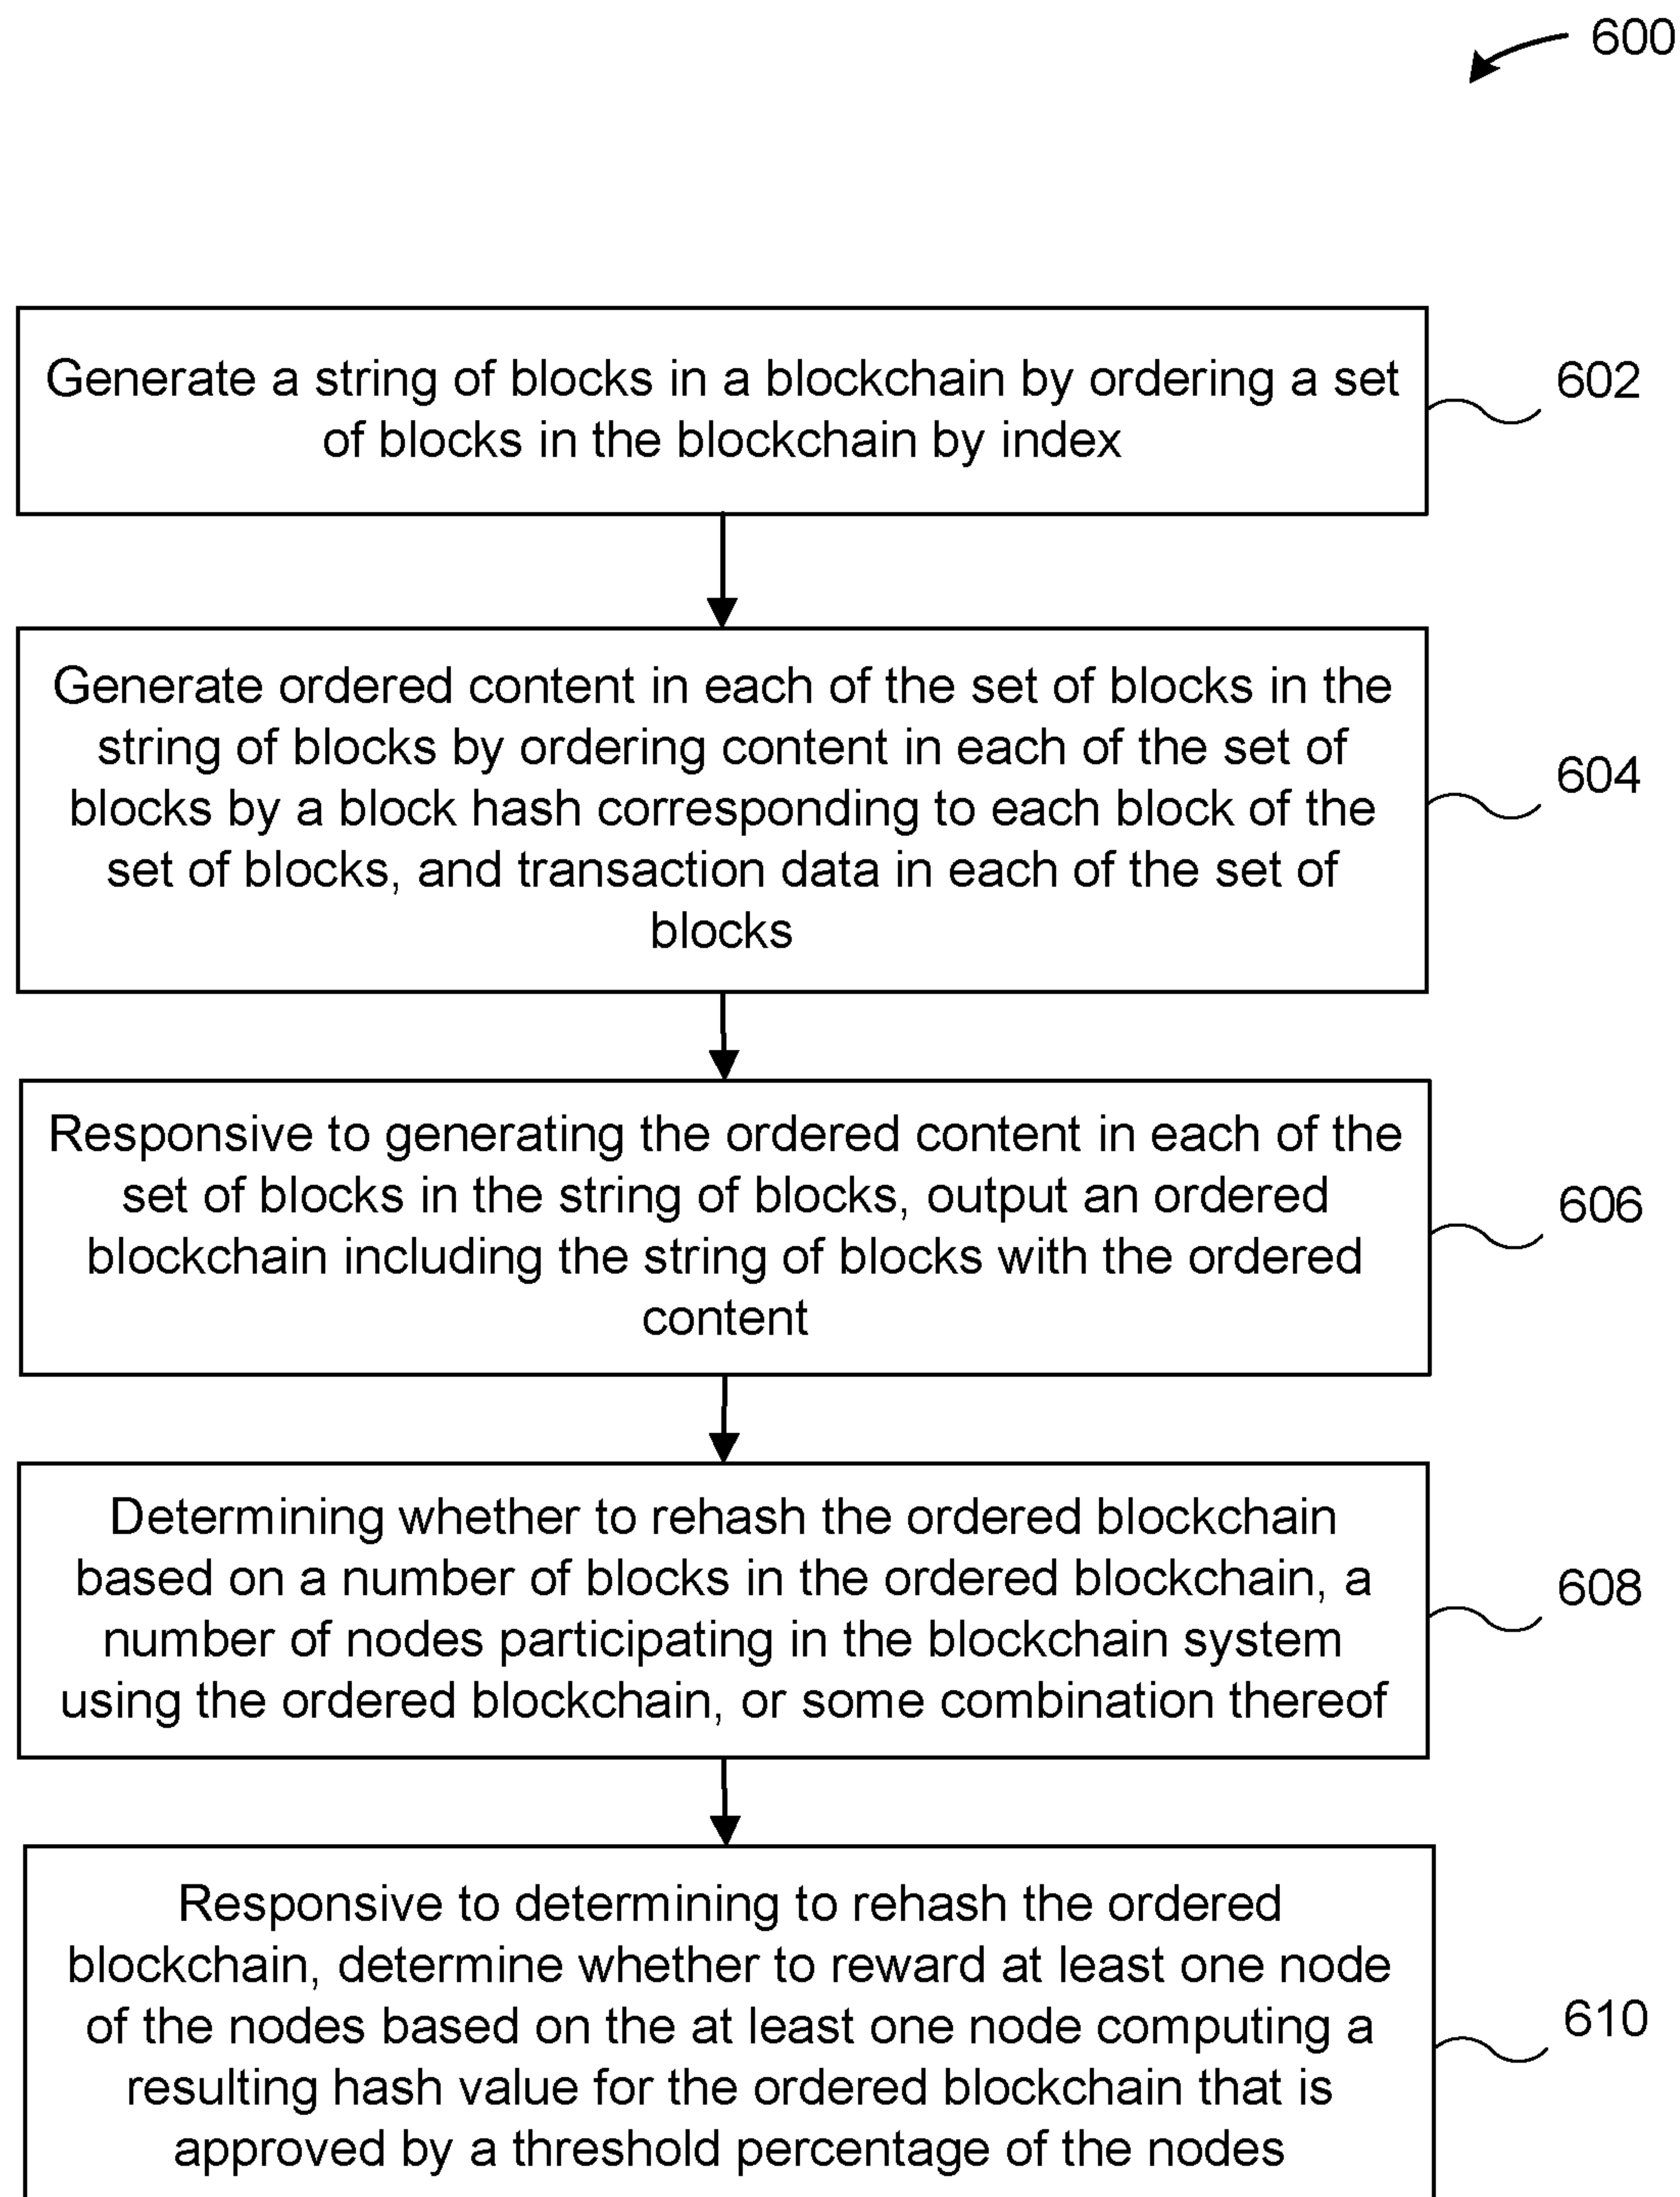 600
Generate a string of blocks in a blockchain by ordering a set
of blocks in the blockchain by index
602
Generate ordered content in each of the set of blocks in the
string of blocks by ordering content in each of the set of
blocks by a block hash corresponding to each block of the
set of blocks, and transaction data in each of the set of
blocks
604
Responsive to generating the ordered content in each of the
set of blocks in the string of blocks, output an ordered
blockchain including the string of blocks with the ordered
content
606
Determining whether to rehash the ordered blockchain
based on a number of blocks in the ordered blockchain, a
number of nodes participating in the blockchain system
using the ordered blockchain, or some combination thereof
608
Responsive to determining to rehash the ordered
blockchain, determine whether to reward at least one node
of the nodes based on the at least one node computing a
resulting hash value for the ordered blockchain that is
approved by a threshold percentage of the nodes
610